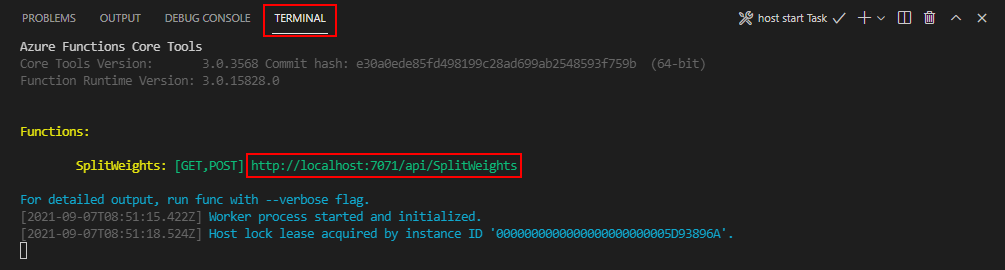 PROBLEMS OUTPUT DEBUG CONSOLE TERMINAL host start Task
Azure Functions Core Tools
Core Tools Version: 3.0.3568 Commit hash: e30a0ede85fd498199c28ad699ab2548593f759b (64-bit)
Function Runtime Version: 3.0.15828.0
Functions:
SplitWeights: [GET,POST] http://localhost:7071/api/SplitWeights
For detailed output, run func with --verbose flag.
[2021-09-07T08:51:15.422Z] Worker process started and initialized.
[2021-09-07T08:51:18.524Z] Host lock lease acquired by instance ID '0000000000000000000000005D93896A'.